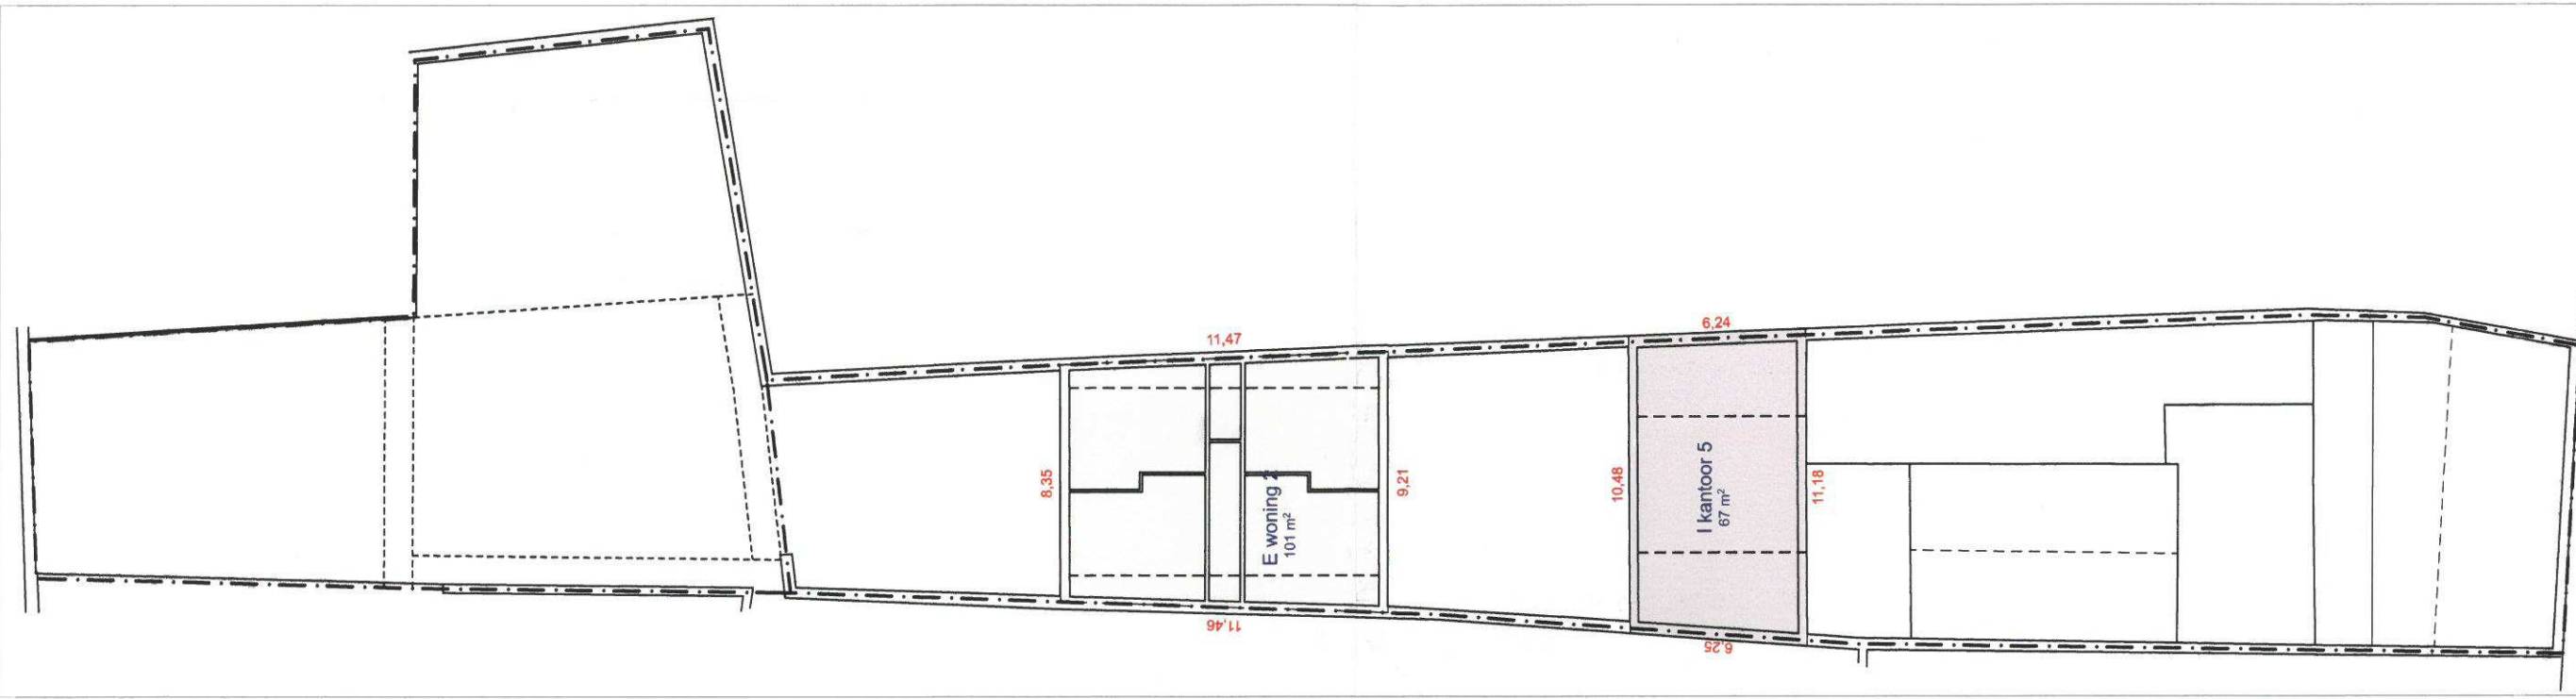 11,47
8,35
E woning 2
101 m²
9,21
11,46
6,24
10,48
I kantoor 5
67 m²
11,18
6,25